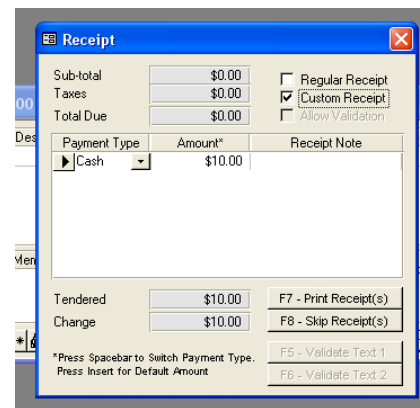 Receipt
Sub-total $0.00
Taxes $0.00
Total Due $0.00
Regular Receipt
Custom Receipt
Allow Validation
00
Des
Payment Type Amount* Receipt Note
Cash $10.00
Men
Tendered $10.00
Change $10.00
F7 - Print Receipt(s)
F8 - Skip Receipt(s)
*
*Press Spacebar to Switch Payment Type.
Press Insert for Default Amount
F5 - Validate Text 1
F6 - Validate Text 2